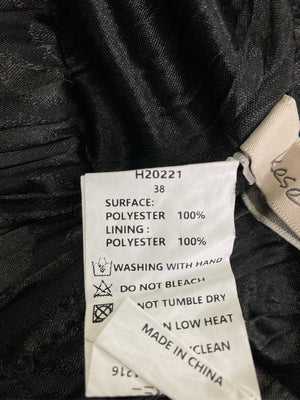 H20221
38
SURFACE:
POLYESTER 100%
LINING :
POLYESTER 100%
WASHING WITH HAND
DO NOT BLEACH
NOT TUMBLE DRY
N LOW HEAT
CLEAN
MADE IN CHINA